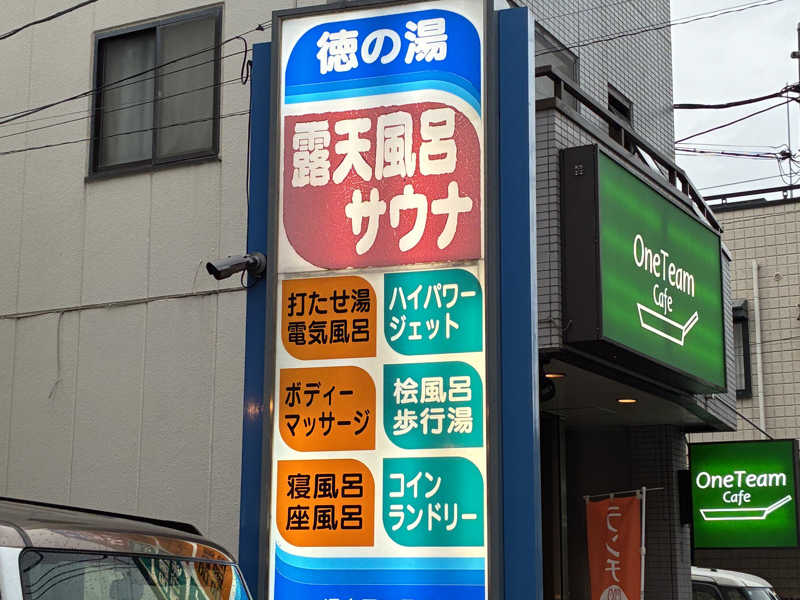 徳の湯
露天風呂
サウナ
打たせ湯
電気風呂
ハイパワー
ジェット
ボディー
マッサージ
桧風呂
歩行湯
寝風呂
座風呂
コイン
ランドリー
OneTeam
Cafe
OneTeam
Cafe
ランチ